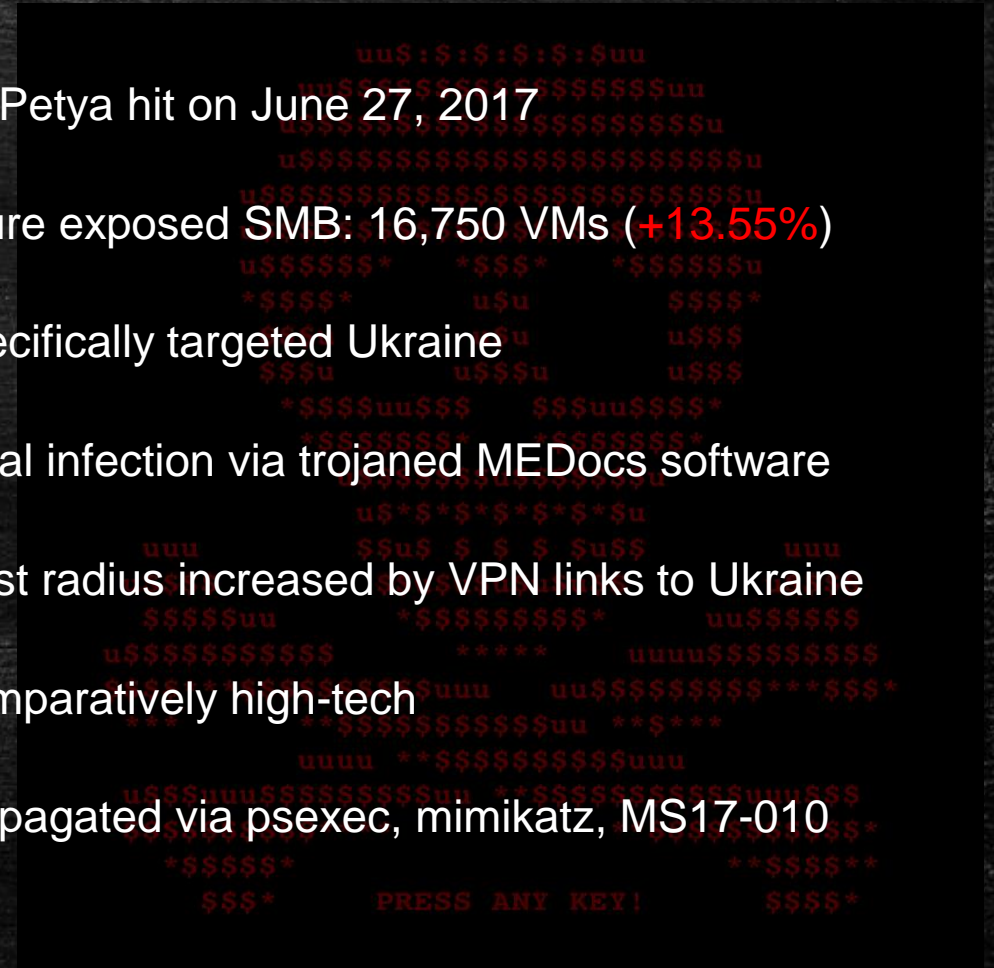 Petya hit on June 27, 2017
ure exposed SMB: 16,750 VMs (+13.55%)
ecifically targeted Ukraine
al infection via trojaned MEDocs software
st radius increased by VPN links to Ukraine
mparatively high-tech
pagated via psexec, mimikatz, MS17-010
PRESS ANY KEY!